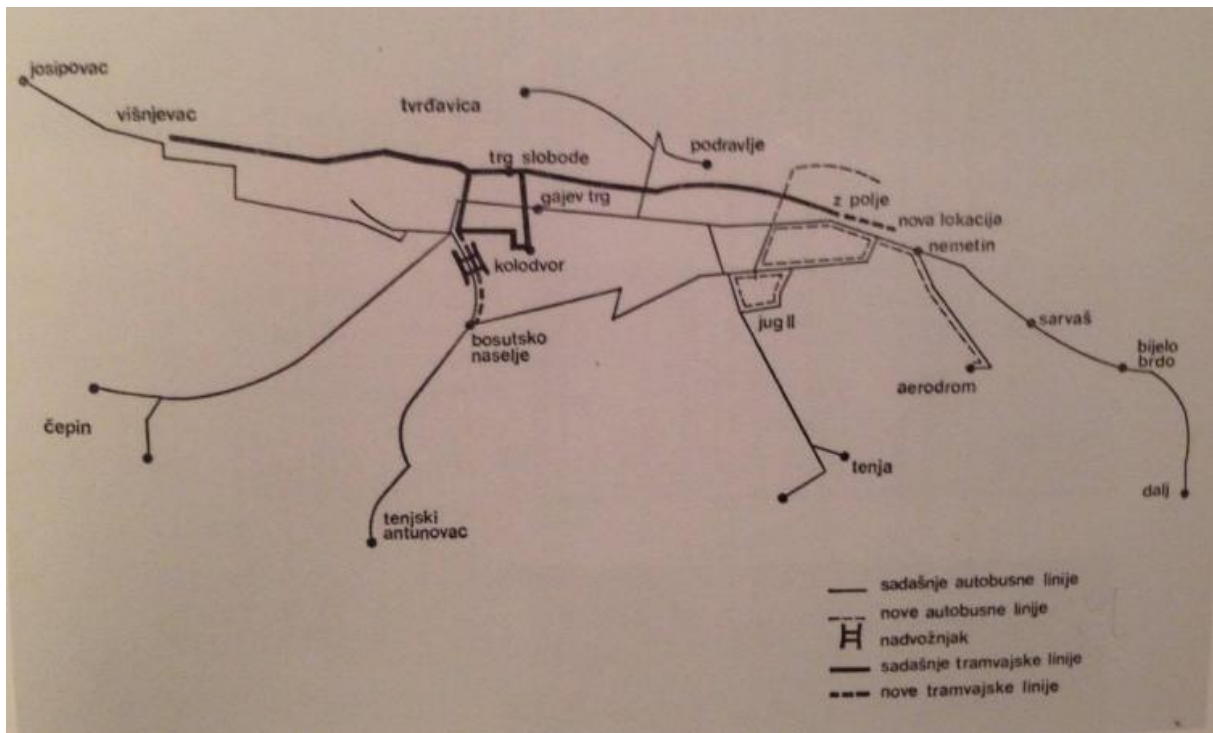 josipovac
višnjevac
tvrđavica
podravlje
trg slobode
gajev trg
z polje
nova lokacija
nemetin
kolodvor
bosutsko
naselje
jug II
sarvaš
bijelo
brdo
aerodrom
čepin
tenja
dalj
tenjski
antunovac
sadašnje autobusne linije
nove autobusne linije
nadvožnjak
sadašnje tramvajske linije
nove tramvajske linije